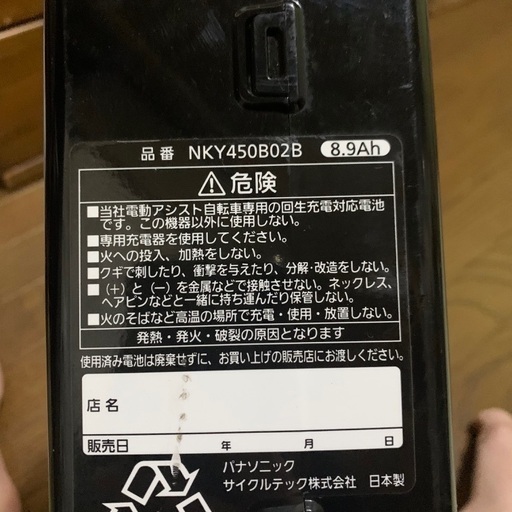 品番 NKY450B02B 8.9Ah
危険
■当社電動アシスト自転車専用の回生充電対応電池
です。この機器以外に使用しない。
■専用充電器を使用してください。
■火への投入、加熱をしない。
■クギで刺したり、衝撃を与えたり、分解・改造をしない。
■(+)と(-)を金属などで接触させない。ネックレス、
ヘアピンなどと一緒に持ち運んだり保管しない。
■火のそばなど高温の場所で充電・使用・放置しない。
発熱・発火・破裂の原因となります
使用済み電池は廃棄せずに、お買い上げの販売店にお渡しください。
店名
販売日 年 月 日
パナソニック
サイクルテック株式会社 日本製